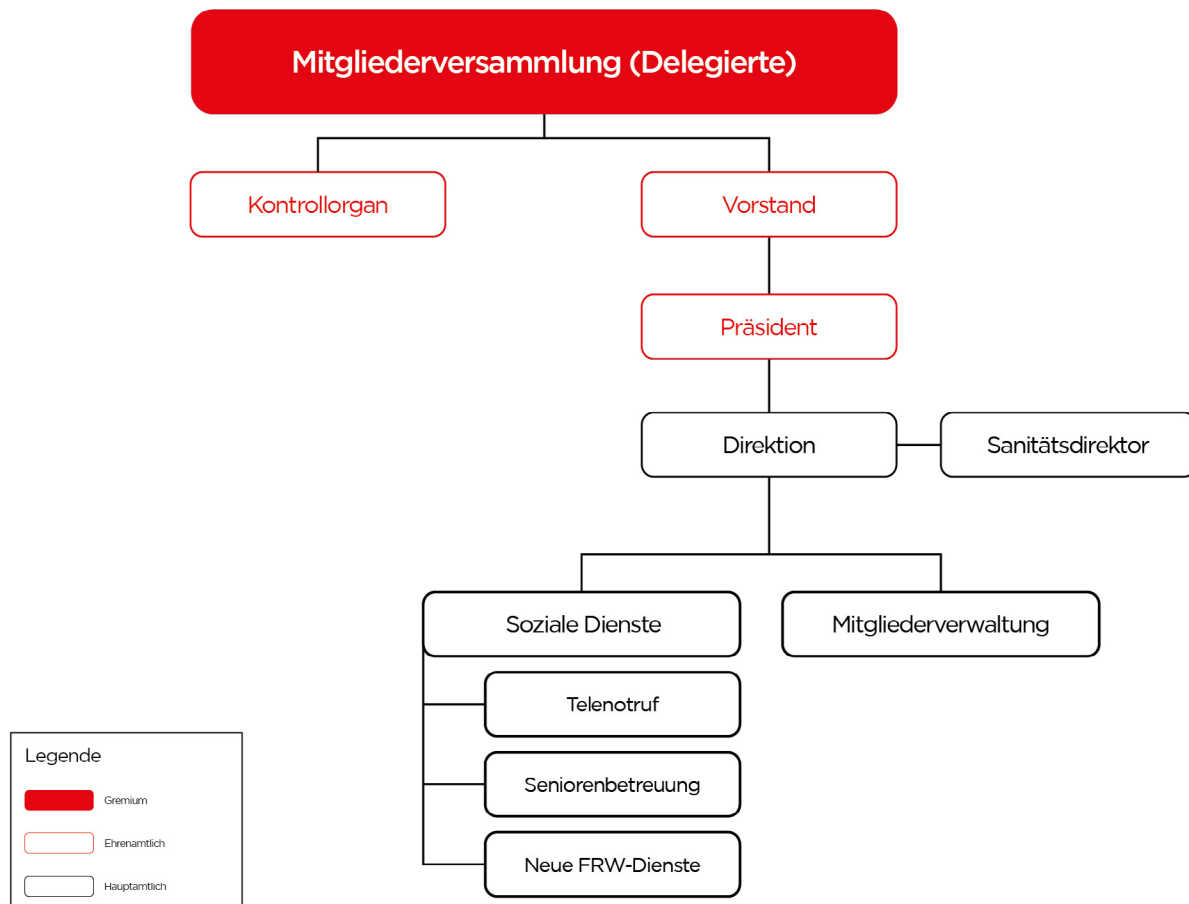 Mitgliederversammlung (Delegierte)
Kontrollorgan
Vorstand
Präsident
Direktion
Sanitätsdirektor
Soziale Dienste
Mitgliederverwaltung
Telenotruf
Seniorenbetreuung
Neue FRW-Dienste
Legende
Gremium
Ehrenamtlich
Hauptamtlich